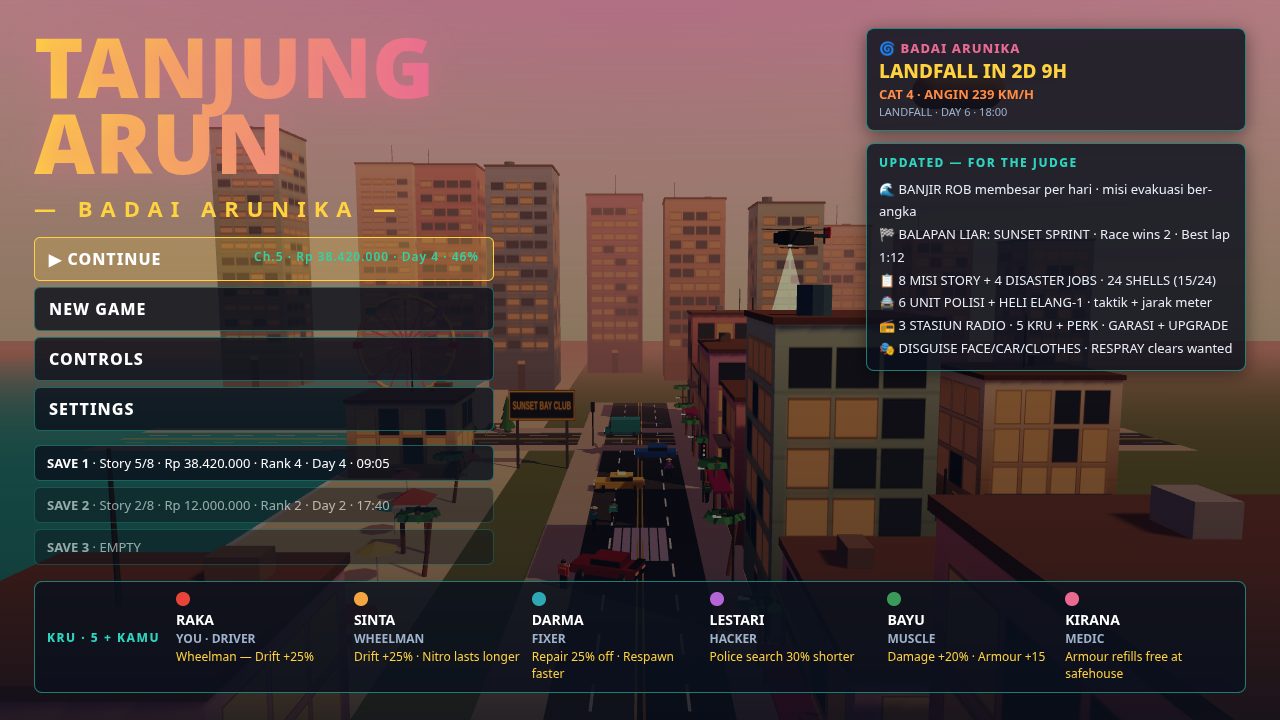 TANJUNG
ARUN
— BADAI ARUNIKA —
▶ CONTINUE
Ch.5 · Rp 38.420.000 · Day 4 · 46%
NEW GAME
CONTROLS
SETTINGS
SAVE 1 · Story 5/8 · Rp 38.420.000 · Rank 4 · Day 4 · 09:05
SAVE 2 · Story 2/8 · Rp 12.000.000 · Rank 2 · Day 2 · 17:40
SAVE 3 · EMPTY
🌀 BADAI ARUNIKA
LANDFALL IN 2D 9H
CAT 4 · ANGIN 239 KM/H
LANDFALL · DAY 6 · 18:00
UPDATED — FOR THE JUDGE
🌊 BANJIR ROB membesar per hari · misi evakuasi ber-
angka
🏁 BALAPAN LIAR: SUNSET SPRINT · Race wins 2 · Best lap
1:12
📋 8 MISI STORY + 4 DISASTER JOBS · 24 SHELLS (15/24)
🚔 6 UNIT POLISI + HELI ELANG-1 · taktik + jarak meter
📻 3 STASIUN RADIO · 5 KRU + PERK · GARASI + UPGRADE
🎭 DISGUISE FACE/CAR/CLOTHES · RESPRAY clears wanted
SUNSET BAY CLUB
KRU · 5 + KAMU
RAKA
YOU · DRIVER
Wheelman — Drift +25%
SINTA
WHEELMAN
Drift +25% · Nitro lasts longer
DARMA
FIXER
Repair 25% off · Respawn
faster
LESTARI
HACKER
Police search 30% shorter
BAYU
MUSCLE
Damage +20% · Armour +15
KIRANA
MEDIC
Armour refills free at
safehouse